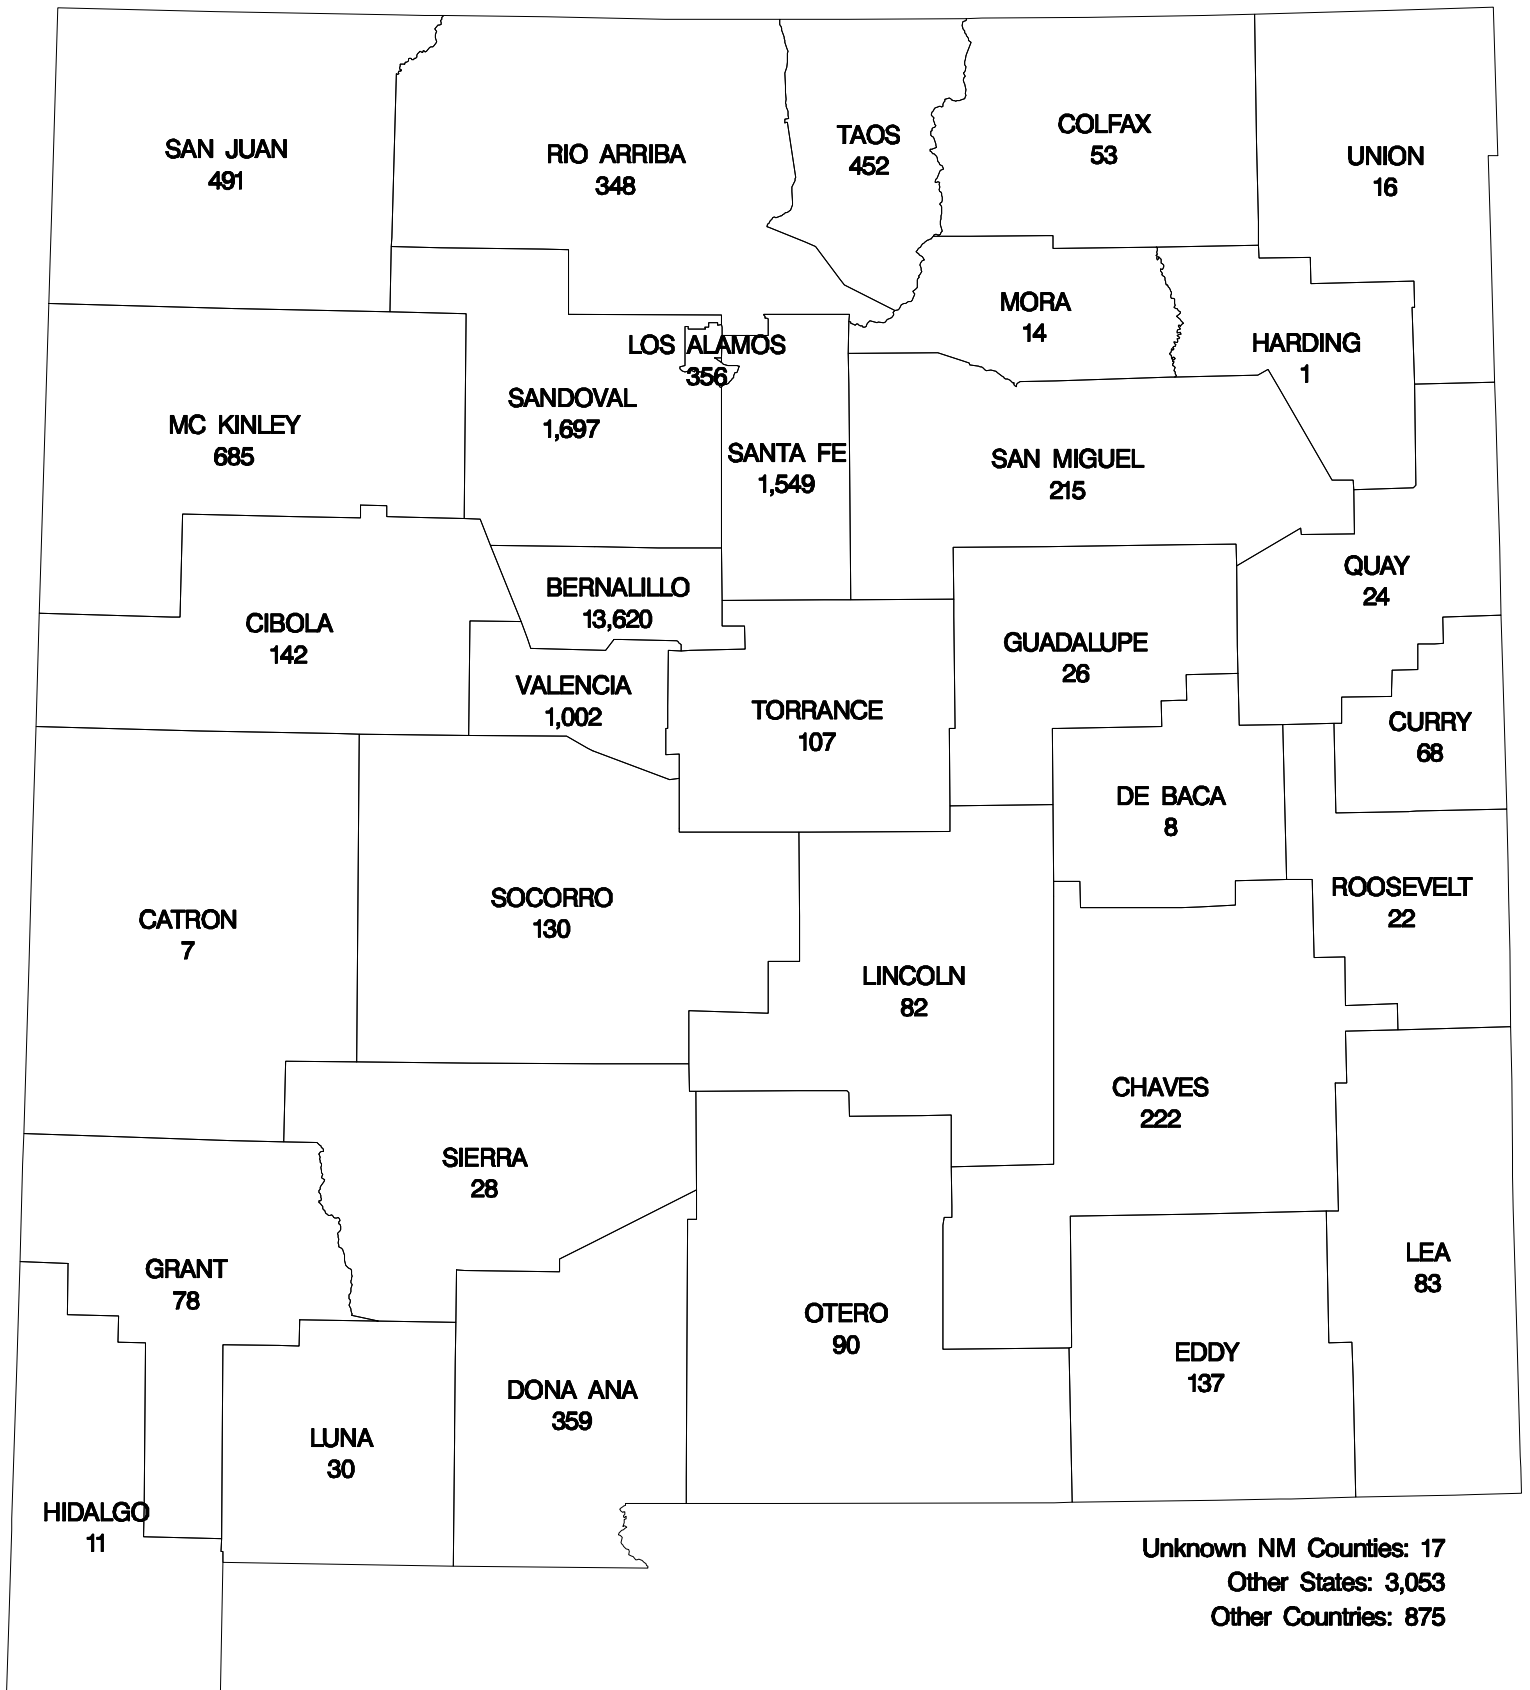 SAN JUAN
491
RIO ARRIBA
348
TAOS
452
COLFAX
53
UNION
16
MORA
14
HARDING
1
LOS ALAMOS
356
SANDOVAL
1,697
MC KINLEY
685
SANTA FE
1,549
SAN MIGUEL
215
QUAY
24
BERNALILLO
13,620
CIBOLA
142
GUADALUPE
26
VALENCIA
1,002
TORRANCE
107
CURRY
68
DE BACA
8
ROOSEVELT
22
SOCORRO
130
CATRON
7
LINCOLN
82
CHAVES
222
SIERRA
28
LEA
83
GRANT
78
OTERO
90
EDDY
137
DONA ANA
359
LUNA
30
HIDALGO
11
Unknown NM Counties: 17
Other States: 3,053
Other Countries: 875